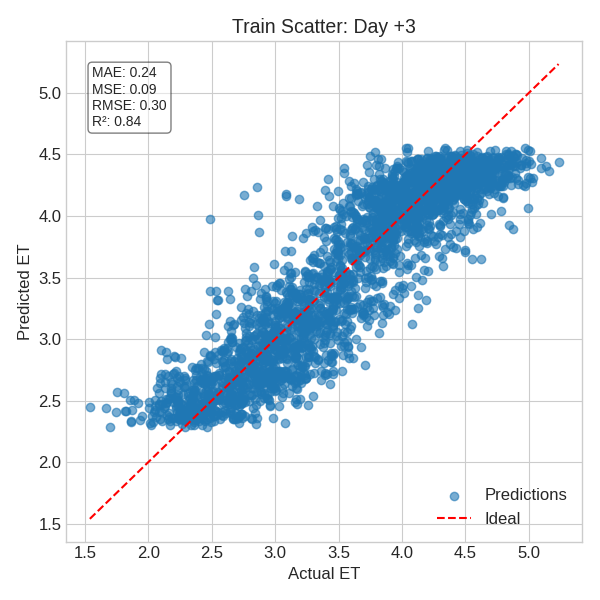 Train Scatter: Day +3
MAE: 0.24
MSE: 0.09
RMSE: 0.30
R²: 0.84
Predicted ET
5.0
4.5
4.0
3.5
3.0
2.5
2.0
1.5
Predictions
Ideal
1.5 2.0 2.5 3.0 3.5 4.0 4.5 5.0
Actual ET